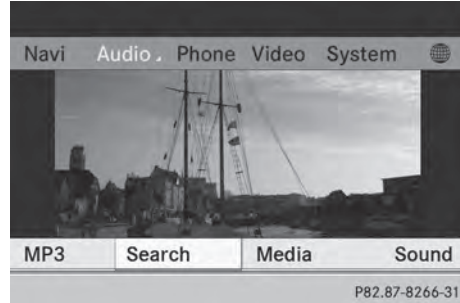 Navi Audio Phone Video System
MP3 Search Media Sound
P82.87-8266-31